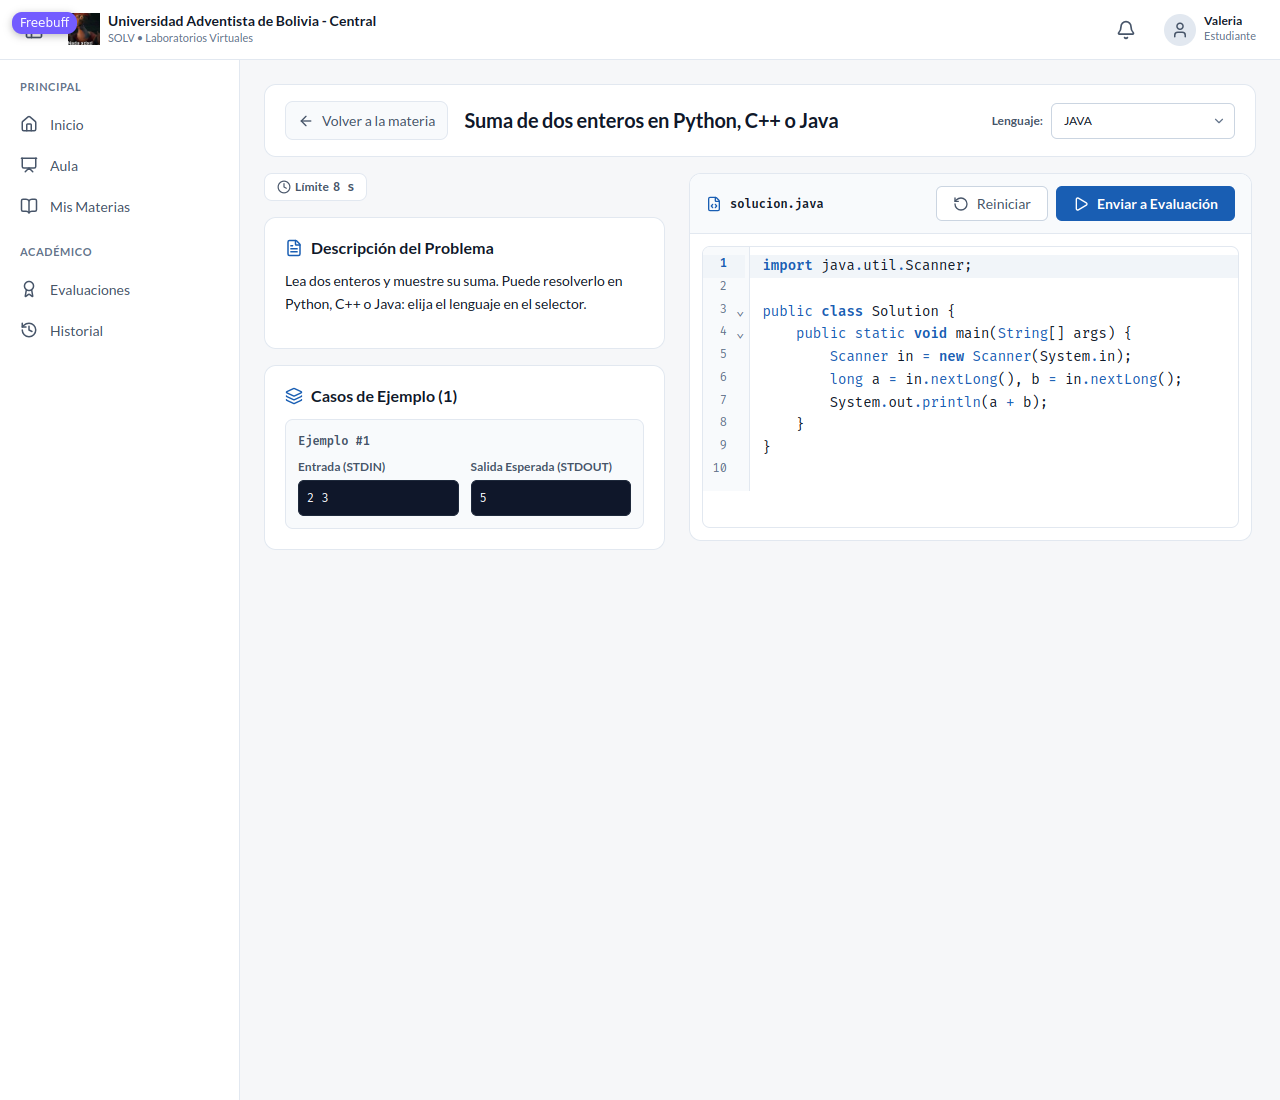 Freebuff
Universidad Adventista de Bolivia - Central
SOLV • Laboratorios Virtuales
Valeria
Estudiante
PRINCIPAL
Inicio
Aula
Mis Materias
ACADÉMICO
Evaluaciones
Historial
Volver a la materia
Suma de dos enteros en Python, C++ o Java
Lenguaje:
JAVA
Límite 8 s
Descripción del Problema
Lea dos enteros y muestre su suma. Puede resolverlo en
Python, C++ o Java: elija el lenguaje en el selector.
Casos de Ejemplo (1)
Ejemplo #1
Entrada (STDIN)
Salida Esperada (STDOUT)
2 3
5
solucion.java
Reiniciar
Enviar a Evaluación
1 import java.util.Scanner;
2
3 public class Solution {
4     public static void main(String[] args) {
5         Scanner in = new Scanner(System.in);
6         long a = in.nextLong(), b = in.nextLong();
7         System.out.println(a + b);
8     }
9 }
10